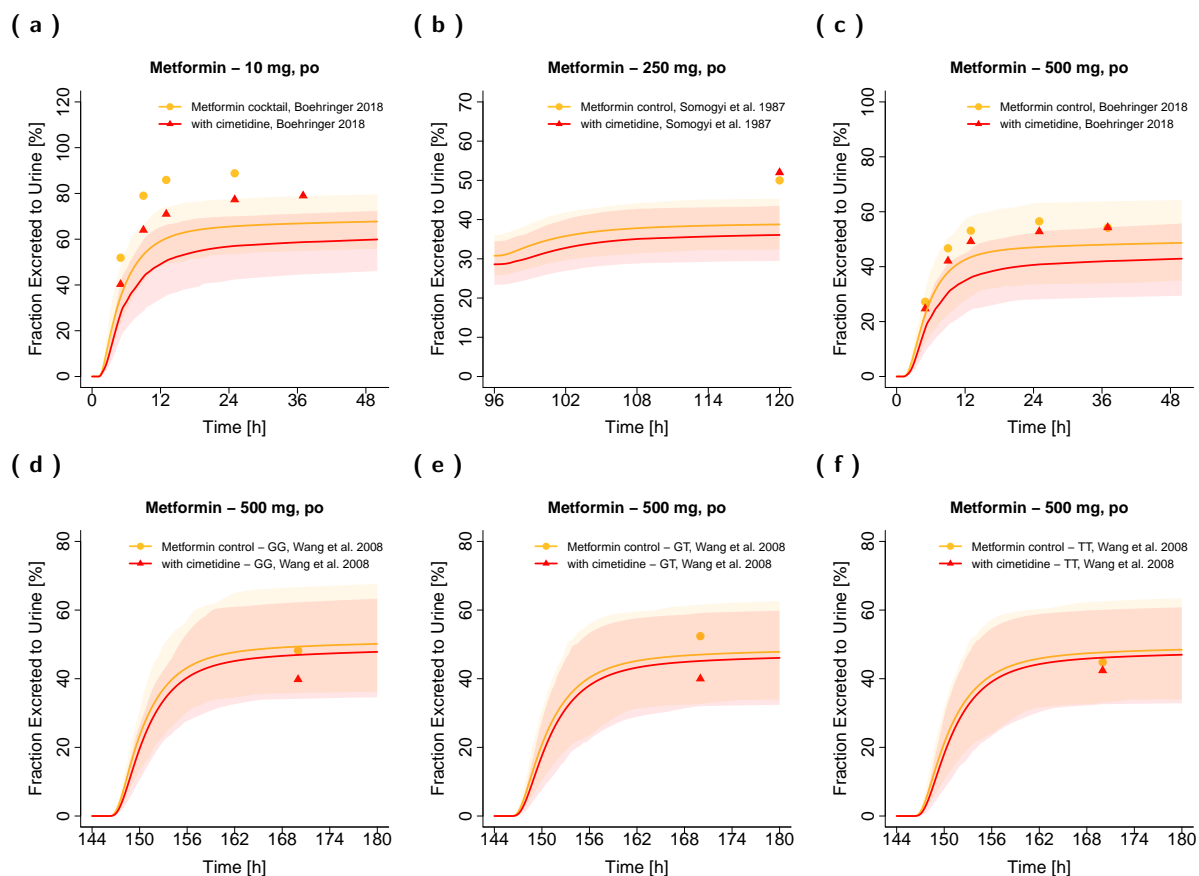 ( a )
( b )
( c )
Metformin – 10 mg, po
Metformin – 250 mg, po
Metformin – 500 mg, po
Fraction Excreted to Urine [%]
0
20
40
60
80
100
120
Metformin cocktail, Boehringer 2018
with cimetidine, Boehringer 2018
0 12 24 36 48
Time [h]
Fraction Excreted to Urine [%]
0
10
20
30
40
50
60
70
Metformin control, Somogyi et al. 1987
with cimetidine, Somogyi et al. 1987
96 102 108 114 120
Time [h]
Fraction Excreted to Urine [%]
0
20
40
60
80
100
120
Metformin control, Boehringer 2018
with cimetidine, Boehringer 2018
0 12 24 36 48
Time [h]
( d )
( e )
( f )
Metformin – 500 mg, po
Metformin – 500 mg, po
Metformin – 500 mg, po
Fraction Excreted to Urine [%]
0
20
40
60
80
Metformin control – GG, Wang et al. 2008
with cimetidine – GG, Wang et al. 2008
144 150 156 162 168 174 180
Time [h]
Fraction Excreted to Urine [%]
0
20
40
60
80
Metformin control – GT, Wang et al. 2008
with cimetidine – GT, Wang et al. 2008
144 150 156 162 168 174 180
Time [h]
Fraction Excreted to Urine [%]
0
20
40
60
80
Metformin control – TT, Wang et al. 2008
with cimetidine – TT, Wang et al. 2008
144 150 156 162 168 174 180
Time [h]